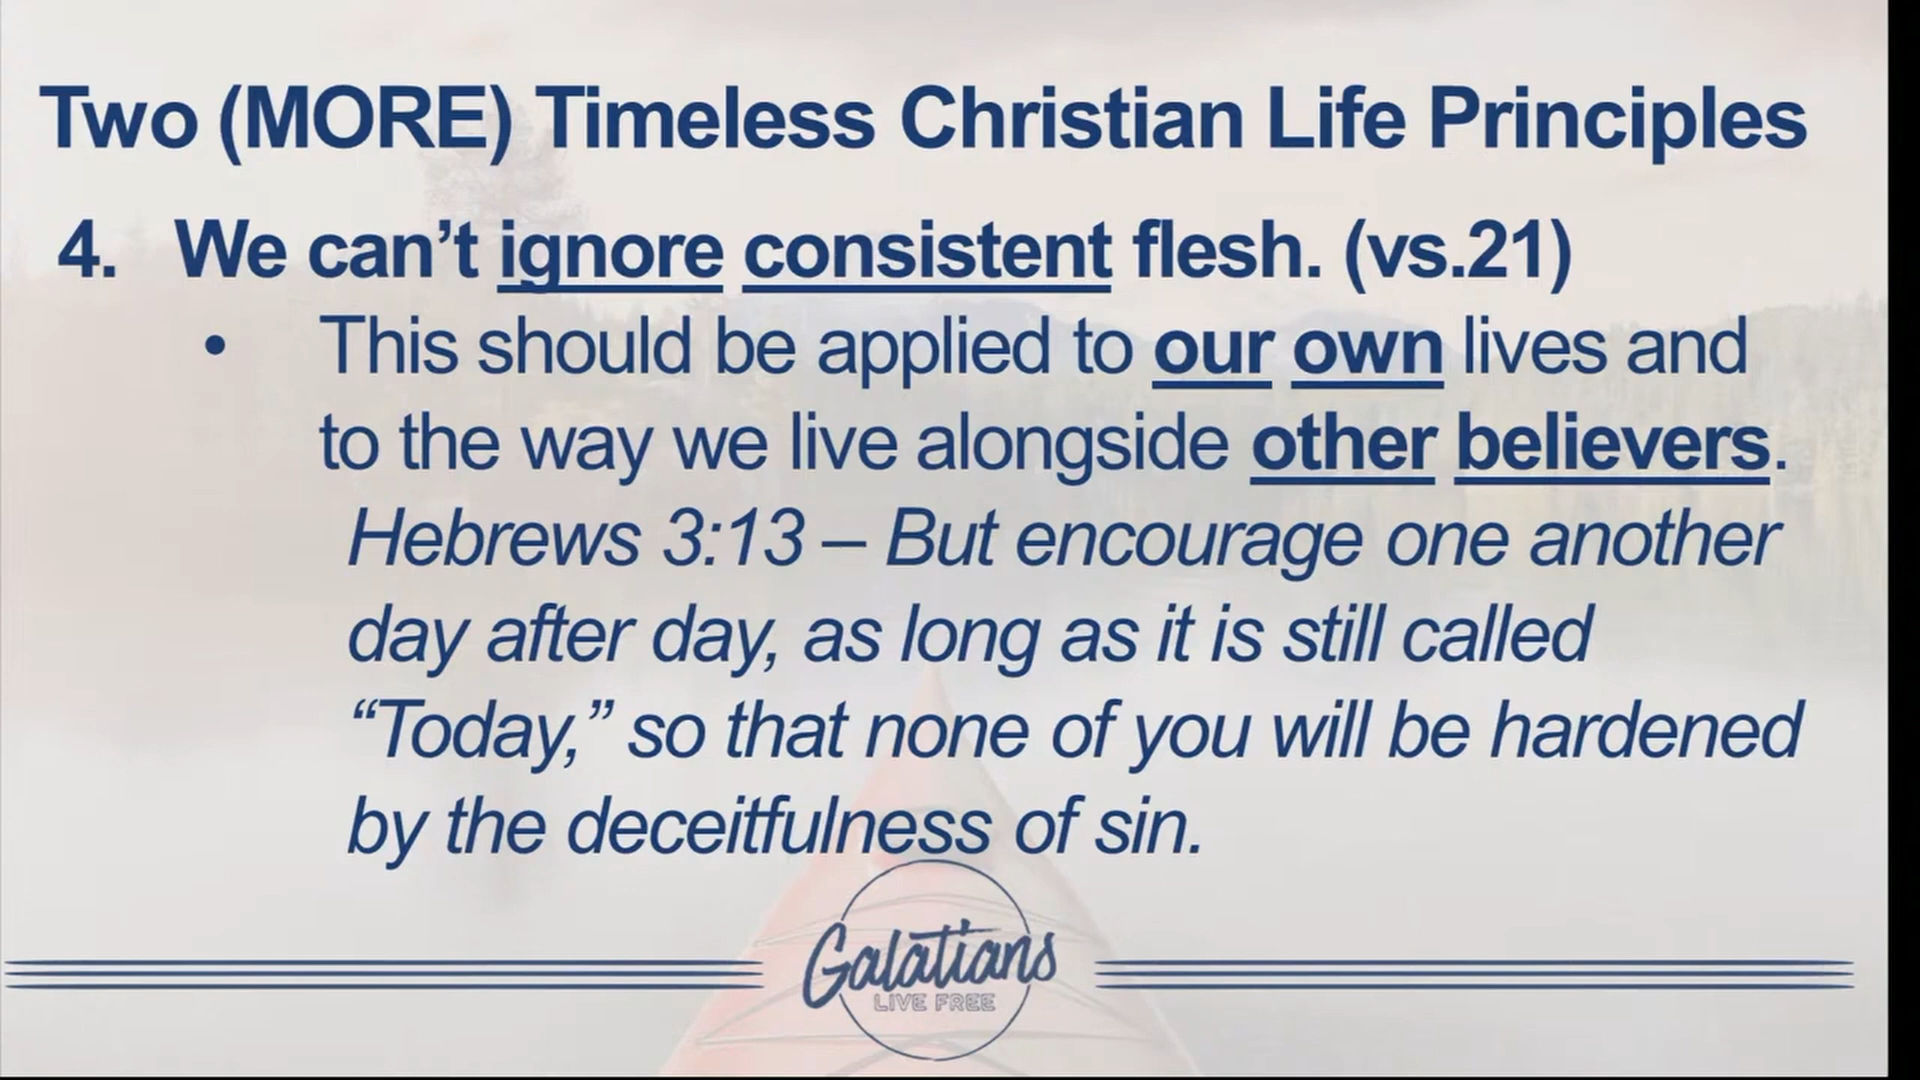 Two (MORE) Timeless Christian Life Principles
4. We can’t ignore consistent flesh. (vs.21)
• This should be applied to our own lives and
to the way we live alongside other believers.
Hebrews 3:13 – But encourage one another
day after day, as long as it is still called
“Today,” so that none of you will be hardened
by the deceitfulness of sin.
Galatians
LIVE FREE